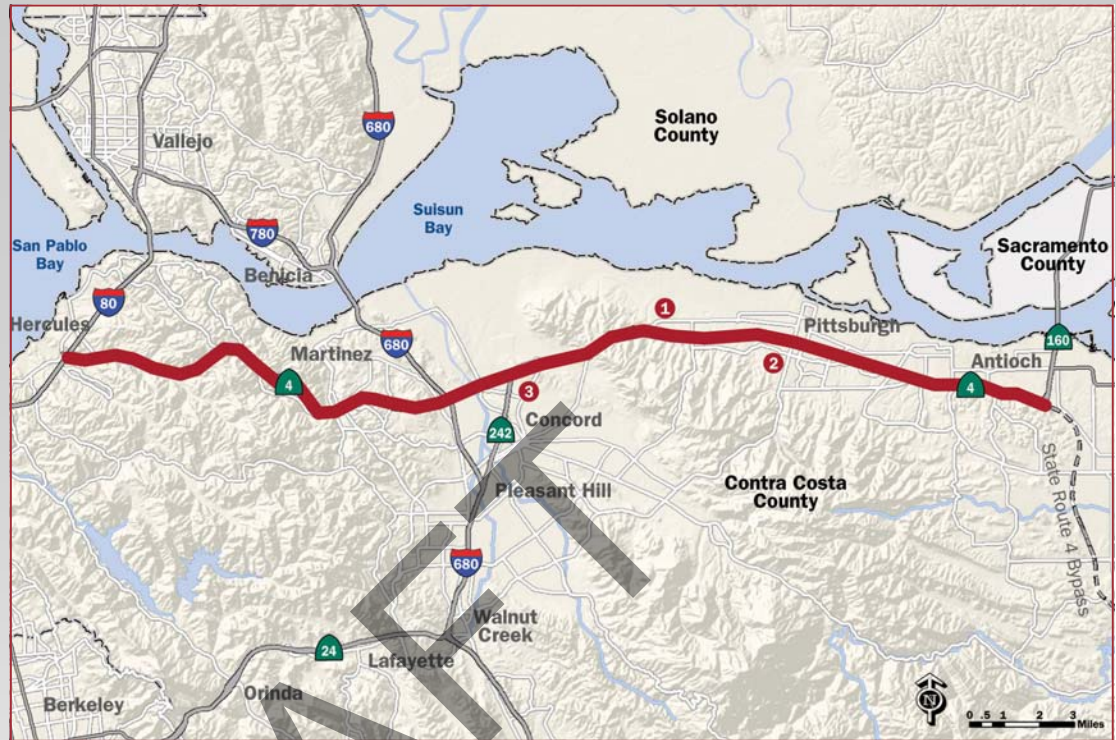 680
Solano
County
Vallejo
Suisun
Bay
780
San Pablo
Bay
Sacramento
County
Benicia
80
Hercules
1
Pittsburgh
160
680
Martinez
2
Antioch
4
4
3
Concord
242
State Route 4 Bypass
Contra Costa
County
Pleasant Hill
680
Walnut
Creek
24
Lafayette
Orinda
Berkeley
N
0 .5 1 2 3
Miles